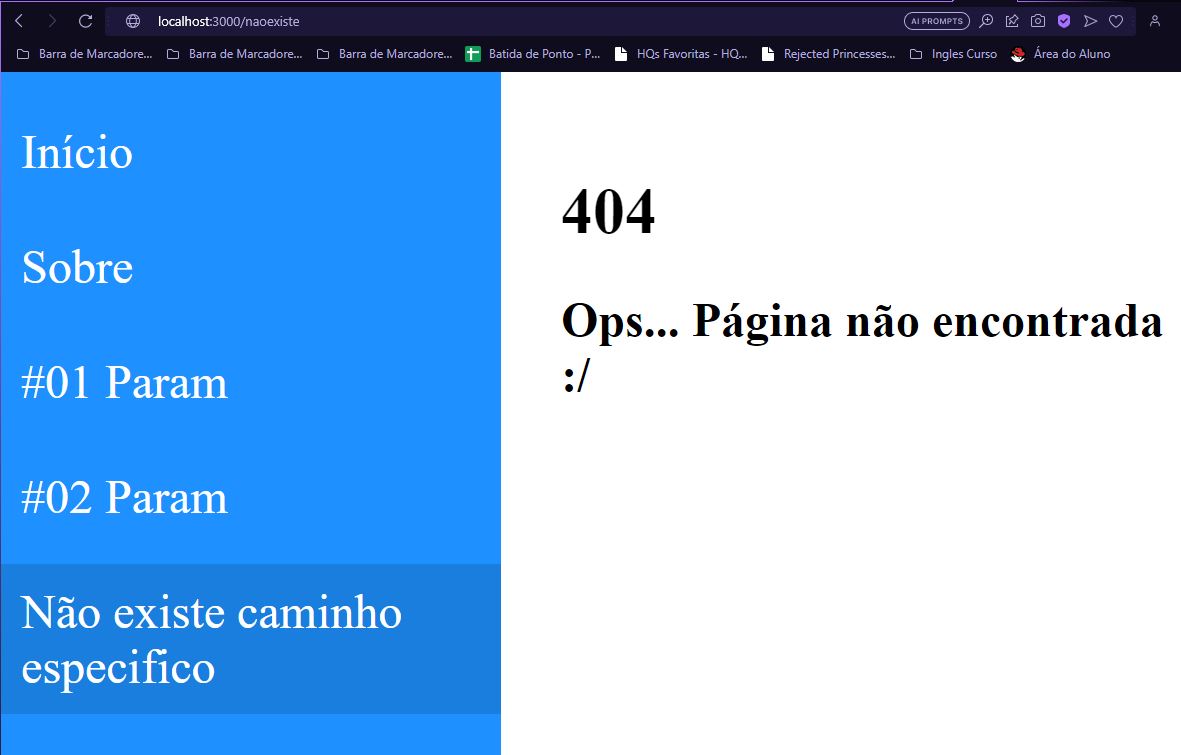 localhost:3000/naoexiste
AI PROMPTS
Barra de Marcadore... Barra de Marcadore... Barra de Marcadore... Batida de Ponto - P... HQs Favoritas - HQ... Rejected Princesses... Ingles Curso Área do Aluno
Início
Sobre
#01 Param
#02 Param
Não existe caminho
especifico
404
Ops... Página não encontrada
:/